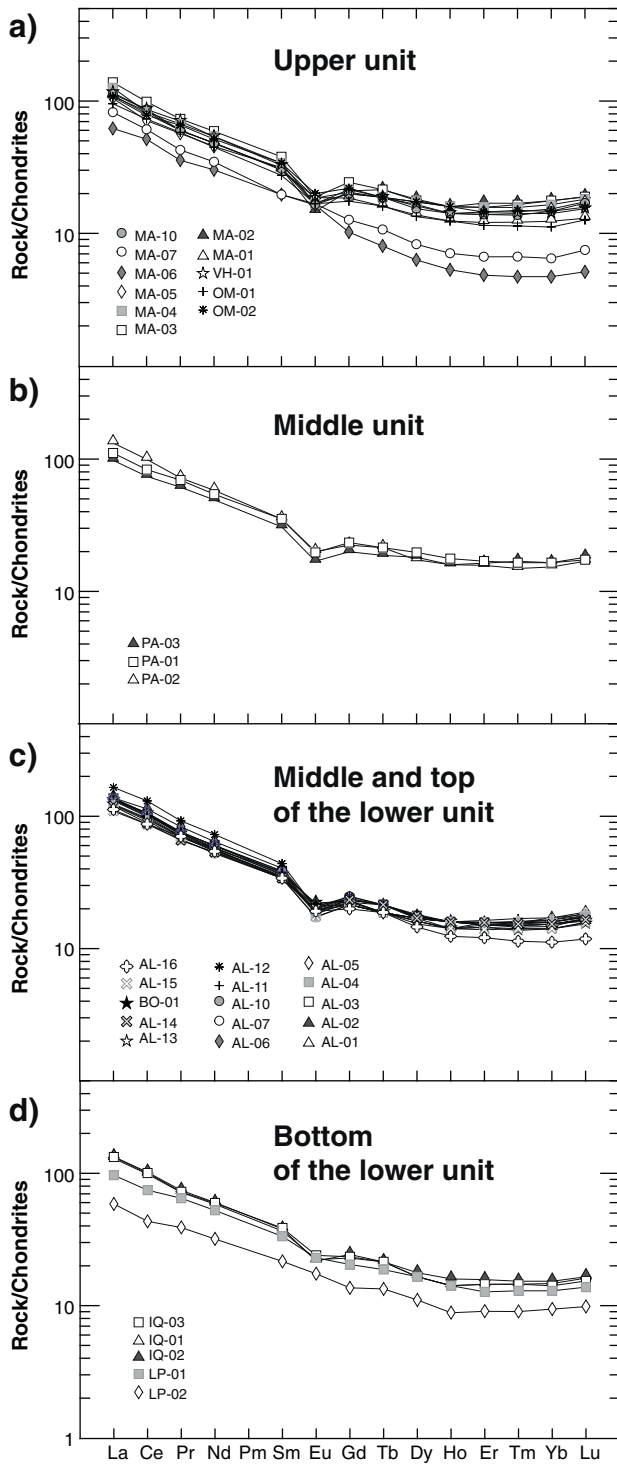 a)
Upper unit
Rock/Chondrites
100
10
MA-10
MA-07
MA-06
MA-05
MA-04
MA-03
MA-02
MA-01
VH-01
OM-01
OM-02
b)
Middle unit
Rock/Chondrites
100
10
PA-03
PA-01
PA-02
c)
Middle and top
of the lower unit
Rock/Chondrites
100
10
AL-16
AL-15
BO-01
AL-14
AL-13
AL-12
AL-11
AL-10
AL-07
AL-06
AL-05
AL-04
AL-03
AL-02
AL-01
d)
Bottom
of the lower unit
Rock/Chondrites
100
10
1
IQ-03
IQ-01
IQ-02
LP-01
LP-02
La Ce Pr Nd Pm Sm Eu Gd Tb Dy Ho Er Tm Yb Lu